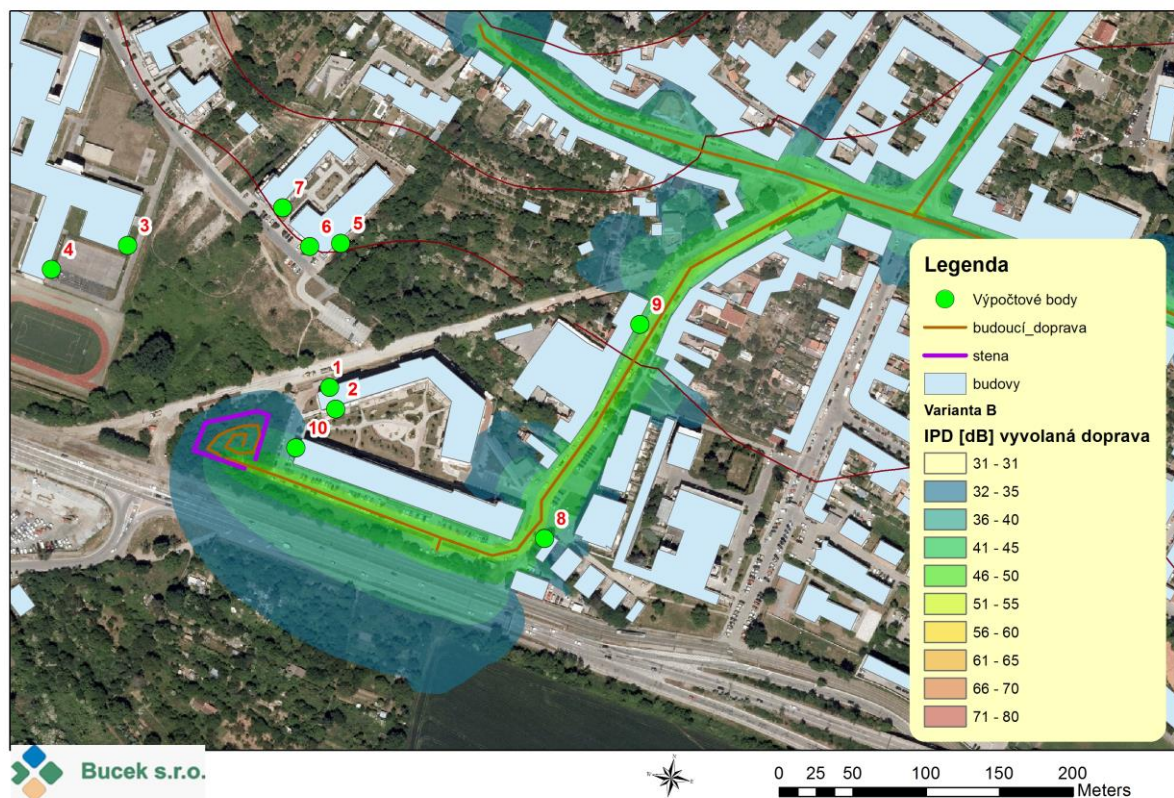 7
6
5
3
4
9
1
2
10
8
Legenda
Výpočtové body
budoucí_doprava
stena
budovy
Varianta B
IPD [dB] vyvolaná doprava
31 - 31
32 - 35
36 - 40
41 - 45
46 - 50
51 - 55
56 - 60
61 - 65
66 - 70
71 - 80
Bucek s.r.o.
0 25 50 100 150 200
Meters